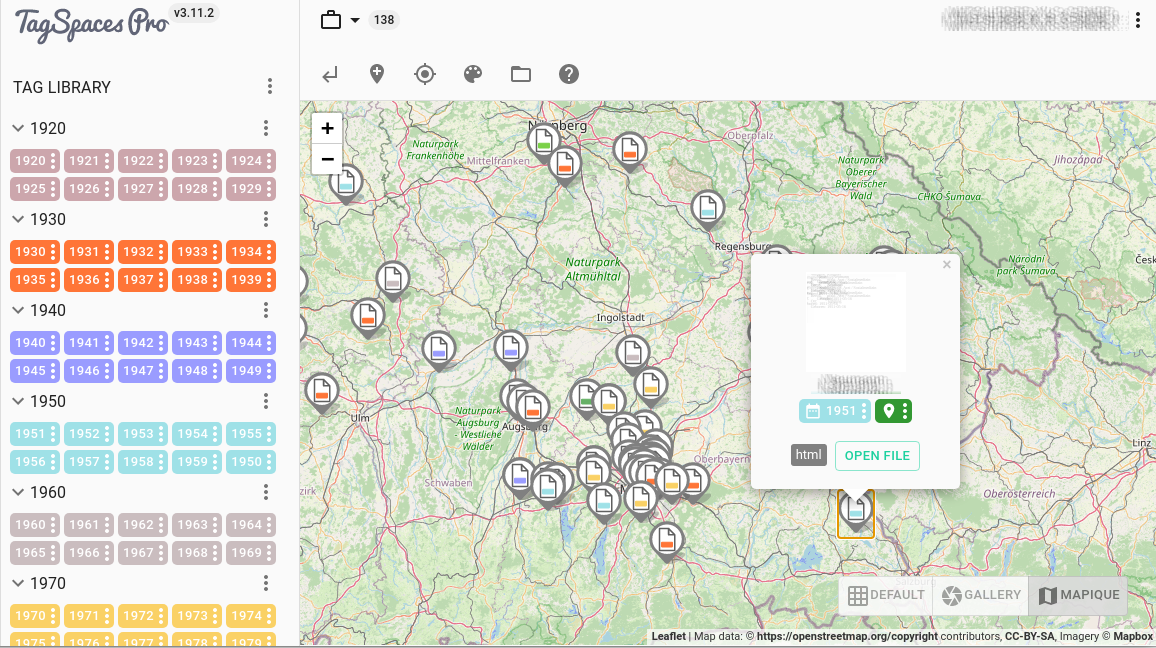 TagSpaces Pro v3.11.2
138
TAG LIBRARY
1920
1920 1921 1922 1923 1924
1925 1926 1927 1928 1929
1930
1930 1931 1932 1933 1934
1935 1936 1937 1938 1939
1940
1940 1941 1942 1943 1944
1945 1946 1947 1948 1949
1950
1951 1952 1953 1954 1955
1956 1957 1958 1959 1950
1960
1960 1961 1962 1963 1964
1965 1966 1967 1968 1969
1970
1970 1971 1972 1973 1974
1975 1976 1977 1978 1979
+
−
Oberpfalz
Naturpark
Frankenhöhe
Mittelfranken
Jihozápad
Naturpark
Oberer
Bayerischer
Wald
CHKO Šumava
Regensburg
Národní
park Šumava
Naturpark
Altmühltal
Ingolstadt
Ulm
Naturpark
Augsburg
- Westliche
Wälder
Oberbayern
Schwaben
Linz
Oberösterreich
×
1951
html
OPEN FILE
DEFAULT
GALLERY
MAPIQUE
Leaflet | Map data: © https://openstreetmap.org/copyright contributors, CC-BY-SA, Imagery © Mapbox